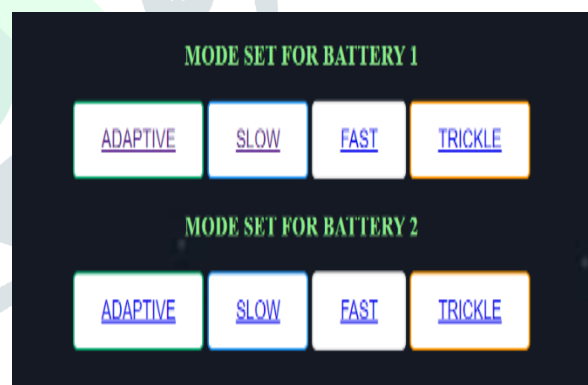 MODE SET FOR BATTERY 1
ADAPTIVE SLOW FAST TRICKLE
MODE SET FOR BATTERY 2
ADAPTIVE SLOW FAST TRICKLE